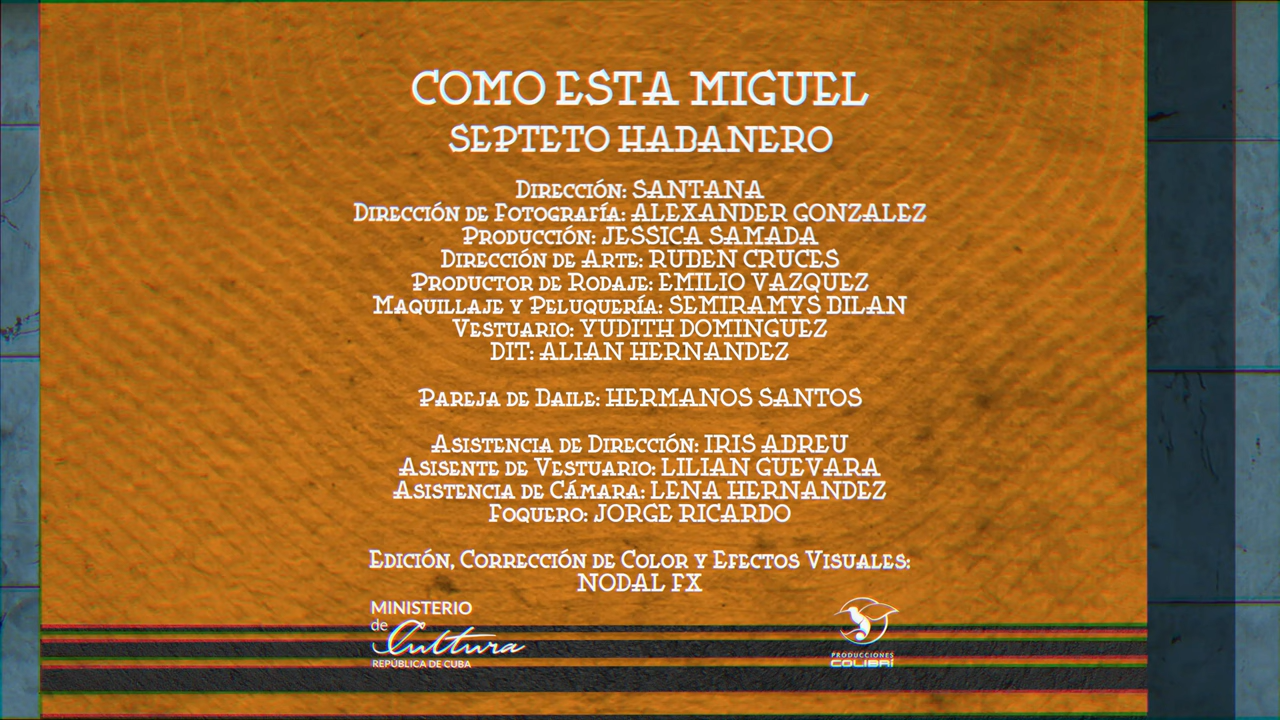 COMO ESTA MIGUEL
SEPTETO HABANERO
Dirección: SANTANA
Dirección de Fotografía: ALEXANDER GONZALEZ
Producción: JESSICA SAMADA
Dirección de Arte: RUBEN CRUCES
Productor de Rodaje: EMILIO VAZQUEZ
Maquillaje y Peluquería: SEMIRAMYS BILAN
Vestuario: YUDITH DOMINGUEZ
DIT: ALIAN HERNANDEZ
Pareja de Baile: HERMANOS SANTOS
Asistencia de Dirección: IRIS ABREU
Asisente de Vestuario: LILIAN GUEVARA
Asistencia de Cámara: LENA HERNANDEZ
Foquero: JORGE RICARDO
Edición, Corrección de Color y Efectos Visuales:
NODAL FX
MINISTERIO
de Cultura
REPÚBLICA DE CUBA
PRODUCCIONES
COLIBRÍ